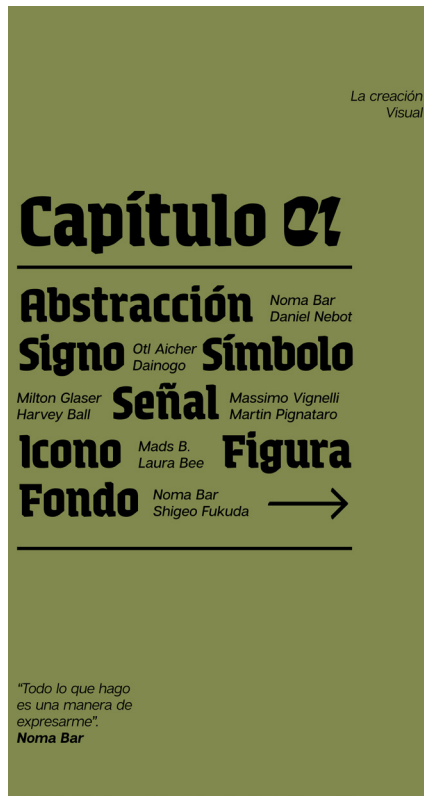 La creación
Visual
Capítulo 01
Abstracción
Noma Bar
Daniel Nebot
Signo
Otl Aicher
Dainogo
Símbolo
Milton Glaser
Harvey Ball
Señal
Massimo Vignelli
Martin Pignataro
Icono
Mads B.
Laura Bee
Figura
Fondo
Noma Bar
Shigeo Fukuda
“Todo lo que hago
es una manera de
expresarme”.
Noma Bar